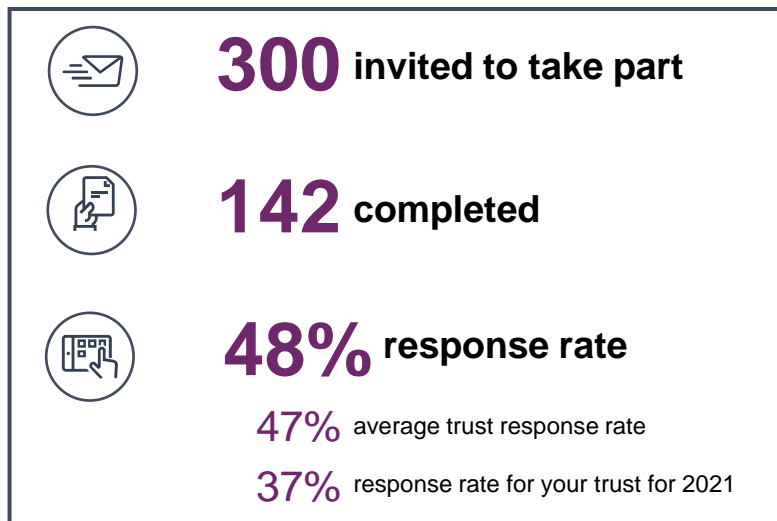 300 invited to take part
142 completed
48% response rate
47% average trust response rate
37% response rate for your trust for 2021